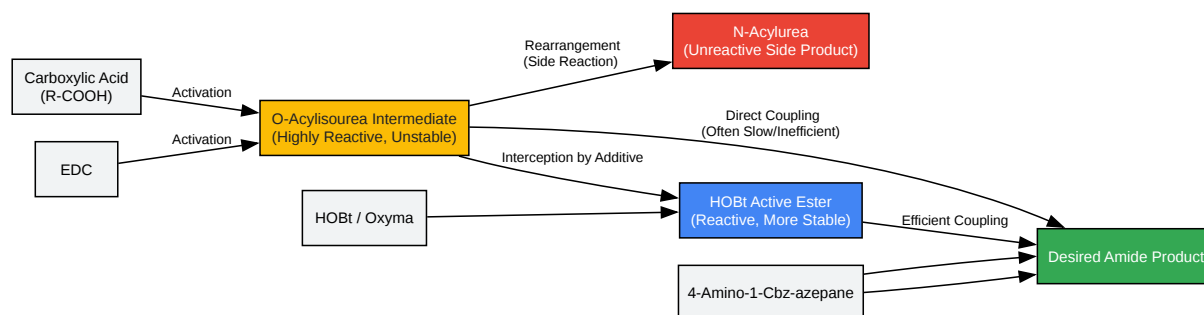 N-Acylurea
(Unreactive Side Product)
Rearrangement
(Side Reaction)
Carboxylic Acid
(R-COOH)
Activation
O-Acylisourea Intermediate
(Highly Reactive, Unstable)
Direct Coupling
(Often Slow/Inefficient)
Activation
EDC
Interception by Additive
HOBt / Oxyma
HOBt Active Ester
(Reactive, More Stable)
Efficient Coupling
Desired Amide Product
4-Amino-1-Cbz-azepane